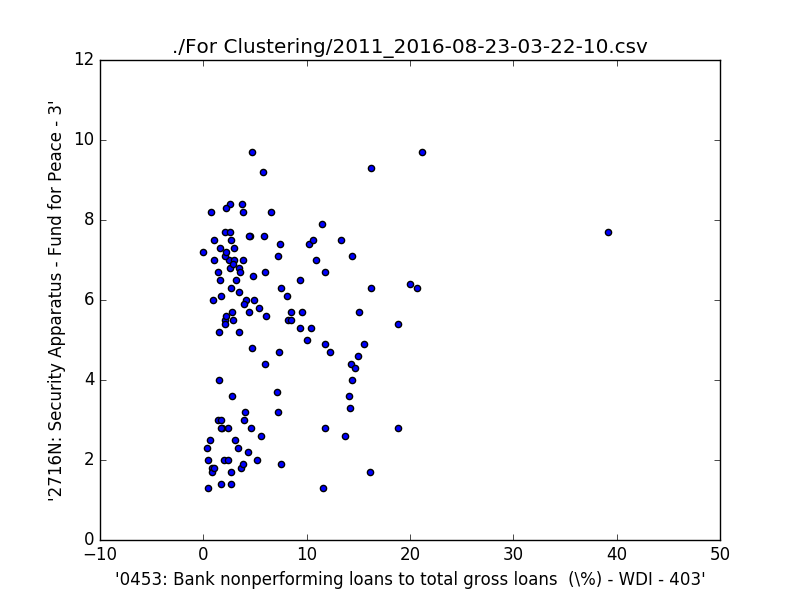 ./For Clustering/2011_2016-08-23-03-22-10.csv
12
10
8
6
4
2
0
'2716N: Security Apparatus - Fund for Peace - 3'
−10 0 10 20 30 40 50
'0453: Bank nonperforming loans to total gross loans  (\%) - WDI - 403'